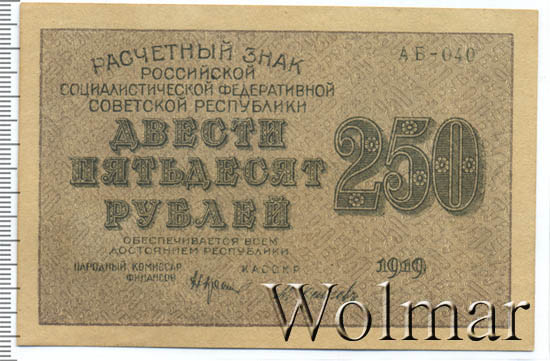 АБ-040
РАСЧЕТНЫЙ ЗНАК
РОССИЙСКОЙ
СОЦИАЛИСТИЧЕСКОЙ ФЕДЕРАТИВНОЙ
СОВЕТСКОЙ РЕСПУБЛИКИ
ДВЕСТИ
ПЯТЬДЕСЯТ
РУБЛЕЙ
250
ОБЕСПЕЧИВАЕТСЯ ВСЕМ
ДОСТОЯНИЕМ РЕСПУБЛИКИ
НАРОДНЫЙ КОМИССАР
ФИНАНСОВ
КАССИР
1919
Wolmar